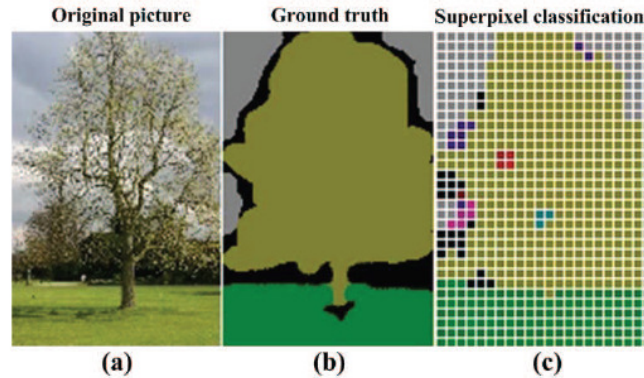 Original picture
Ground truth
Superpixel classification
(a)
(b)
(c)